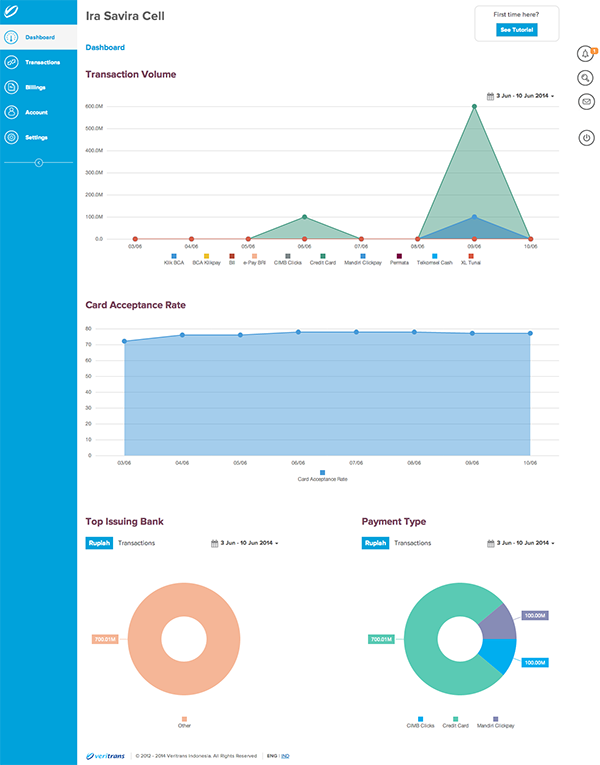 Ira Savira Cell
First time here?
See Tutorial
Dashboard
Transactions
Billings
Account
Settings
1
Dashboard
Transaction Volume
3 Jun - 10 Jun 2014
600.0M
500.0M
400.0M
300.0M
200.0M
100.0M
0.0
03/06 04/06 05/06 06/06 07/06 08/06 09/06 10/06
Klik BCA BCA Klikpay BII e-Pay BRI CIMB Clicks Credit Card Mandiri Clickpay Permata Telkomsel Cash XL Tunai
Card Acceptance Rate
80
70
60
50
40
30
20
10
0
03/06 04/06 05/06 06/06 07/06 08/06 09/06 10/06
Card Acceptance Rate
Top Issuing Bank
Rupiah Transactions 3 Jun - 10 Jun 2014
700.01M
Other
Payment Type
Rupiah Transactions 3 Jun - 10 Jun 2014
100.00M
700.01M
100.00M
CIMB Clicks Credit Card Mandiri Clickpay
veritrans © 2012 - 2014 Veritrans Indonesia. All Rights Reserved ENG | IND